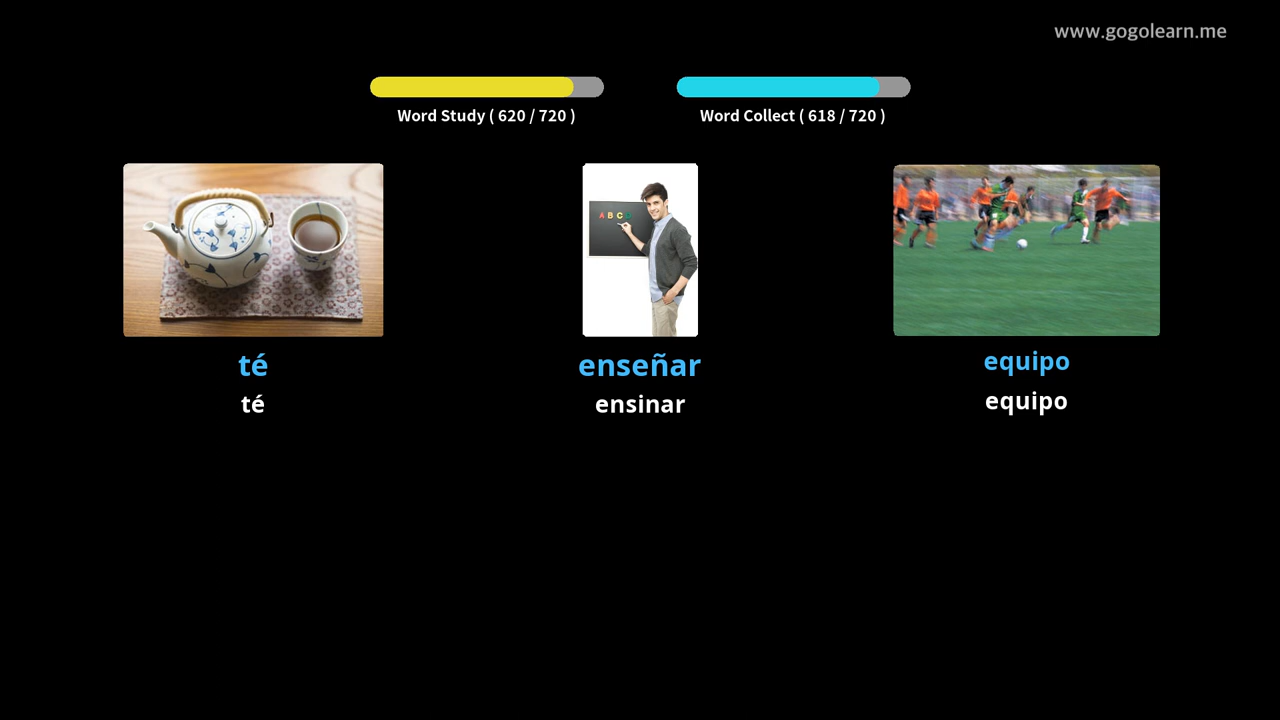 www.gogolearn.me
Word Study ( 620 / 720 )
Word Collect ( 618 / 720 )
A B C D
té
enseñar
equipo
té
ensinar
equipo